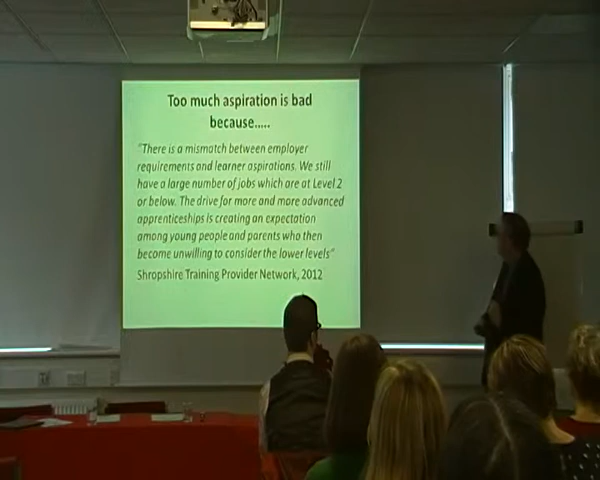 Too much aspiration is bad
because.....
"There is a mismatch between employer
requirements and learner aspirations. We still
have a large number of jobs which are at Level 2
or below. The drive for more and more advanced
apprenticeships is creating an expectation
among young people and parents who then
become unwilling to consider the lower levels"
Shropshire Training Provider Network, 2012